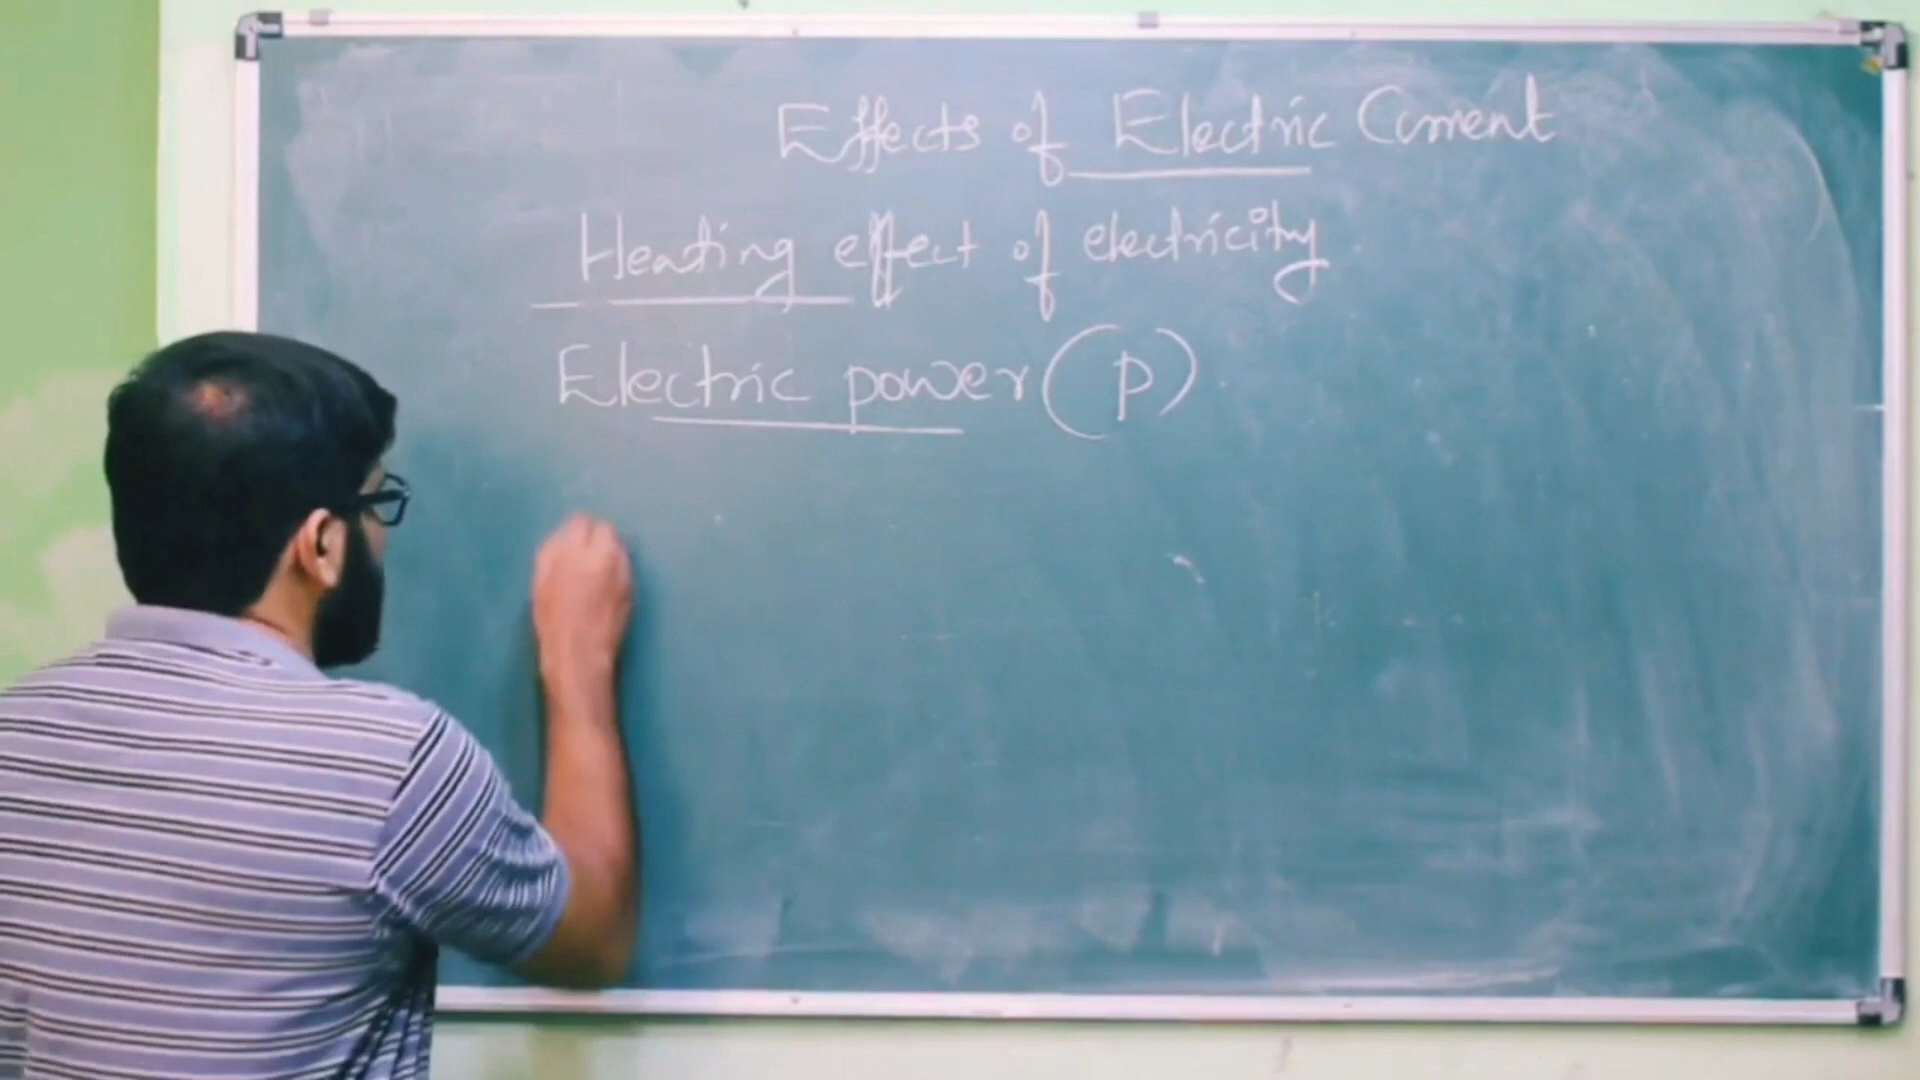 Effects of Electric Current
Heating effect of electricity
Electric power (P)